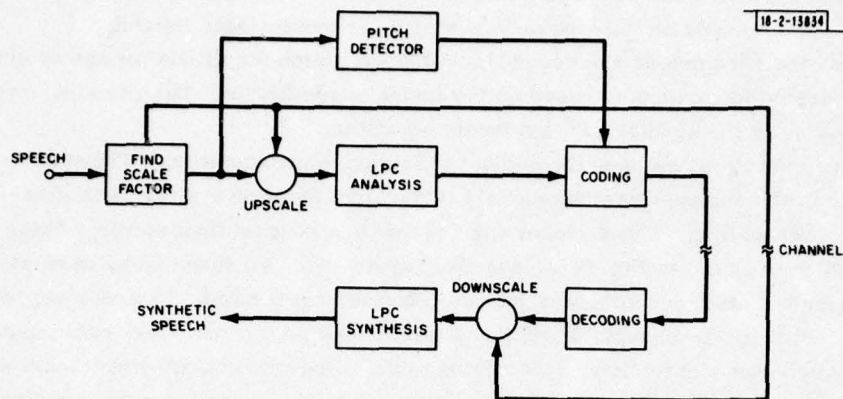 18-2-13834
PITCH
DETECTOR
SPEECH
FIND
SCALE
FACTOR
UPSCALE
LPC
ANALYSIS
CODING
CHANNEL
SYNTHETIC
SPEECH
LPC
SYNTHESIS
DOWNSCALE
DECODING